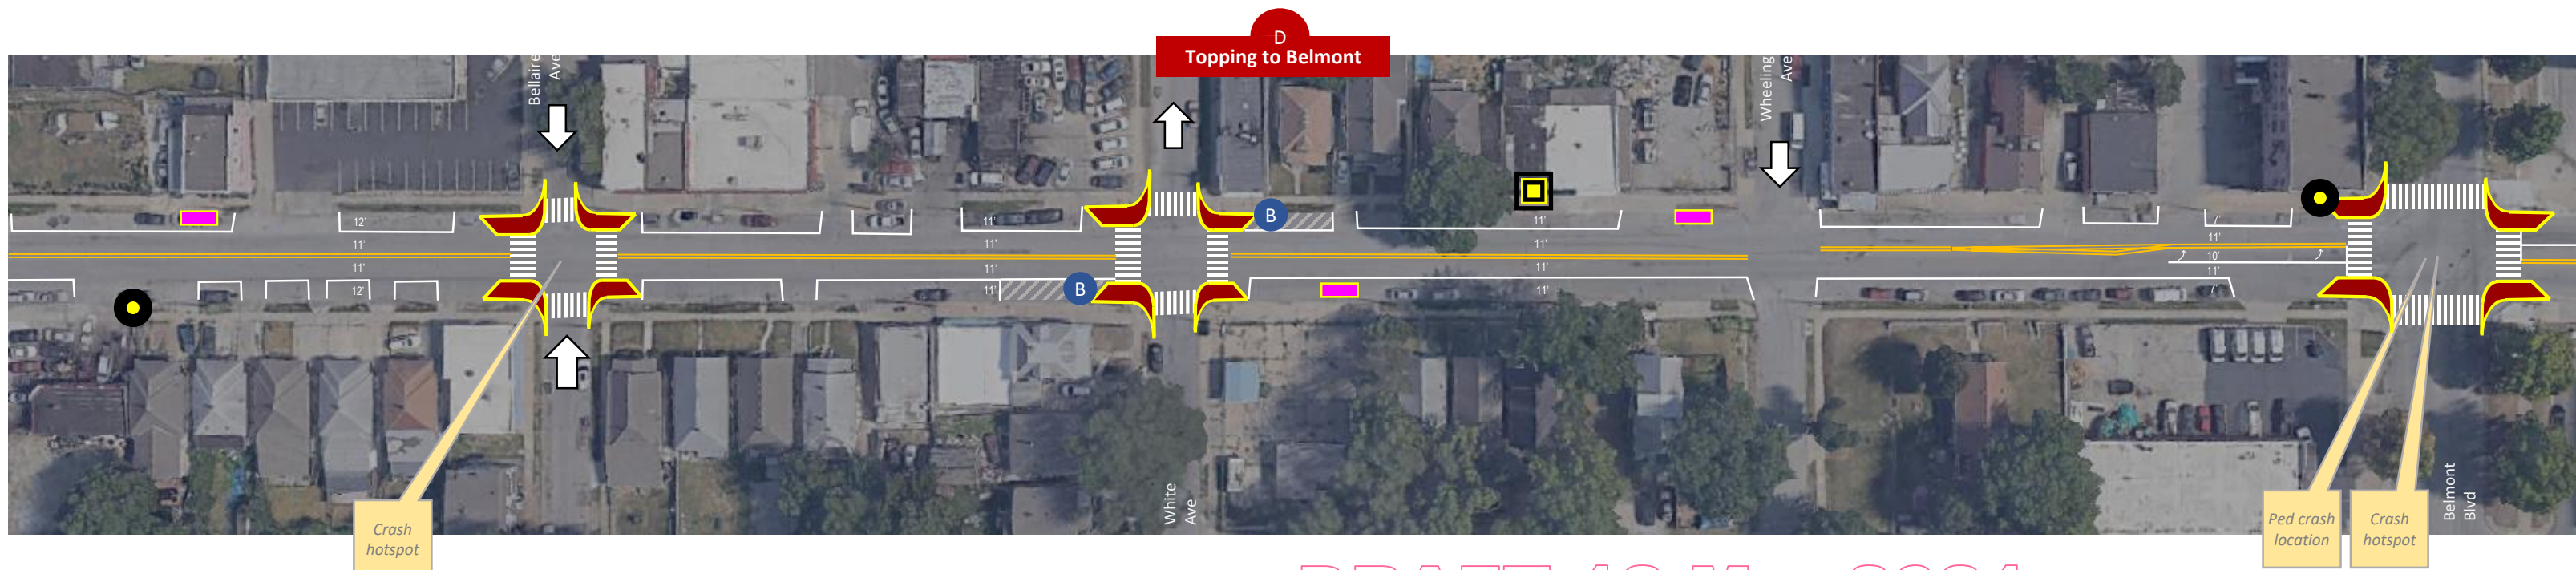 D
Topping to Belmont
Bellaire
Ave
Wheeling
Ave
12'
11'
11'
12'
11'
11'
11'
11'
B
B
11'
11'
11'
11'
7'
11'
10'
11'
7'
White
Ave
Belmont
Blvd
Crash
hotspot
Ped crash
location
Crash
hotspot